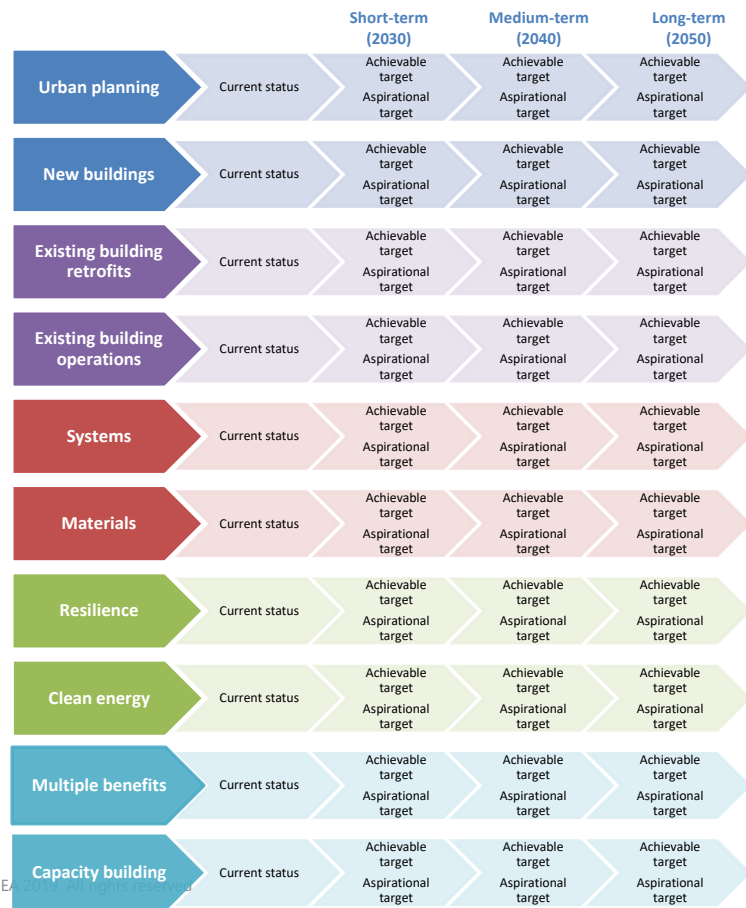 Short-term
(2030)
Medium-term
(2040)
Long-term
(2050)
Urban planning
Current status
Achievable
target
Aspirational
target
Achievable
target
Aspirational
target
Achievable
target
Aspirational
target
New buildings
Current status
Achievable
target
Aspirational
target
Achievable
target
Aspirational
target
Achievable
target
Aspirational
target
Existing building
retrofits
Current status
Achievable
target
Aspirational
target
Achievable
target
Aspirational
target
Achievable
target
Aspirational
target
Existing building
operations
Current status
Achievable
target
Aspirational
target
Achievable
target
Aspirational
target
Achievable
target
Aspirational
target
Systems
Current status
Achievable
target
Aspirational
target
Achievable
target
Aspirational
target
Achievable
target
Aspirational
target
Materials
Current status
Achievable
target
Aspirational
target
Achievable
target
Aspirational
target
Achievable
target
Aspirational
target
Resilience
Current status
Achievable
target
Aspirational
target
Achievable
target
Aspirational
target
Achievable
target
Aspirational
target
Clean energy
Current status
Achievable
target
Aspirational
target
Achievable
target
Aspirational
target
Achievable
target
Aspirational
target
Multiple benefits
Current status
Achievable
target
Aspirational
target
Achievable
target
Aspirational
target
Achievable
target
Aspirational
target
Capacity building
Current status
Achievable
target
Aspirational
target
Achievable
target
Aspirational
target
Achievable
target
Aspirational
target
EA 2019. All rights reserved